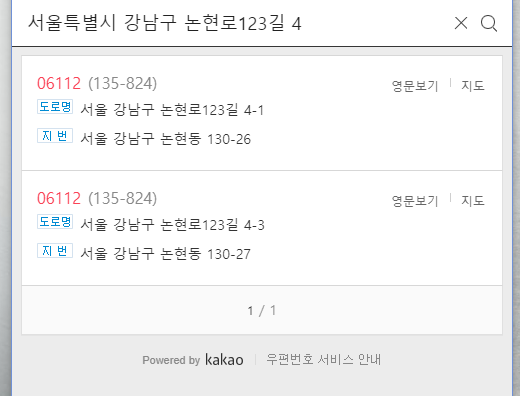 서울특별시 강남구 논현로123길 4
06112 (135-824) 영문보기 지도
도로명 서울 강남구 논현로123길 4-1
지 번 서울 강남구 논현동 130-26
06112 (135-824) 영문보기 지도
도로명 서울 강남구 논현로123길 4-3
지 번 서울 강남구 논현동 130-27
1 / 1
Powered by kakao 우편번호 서비스 안내